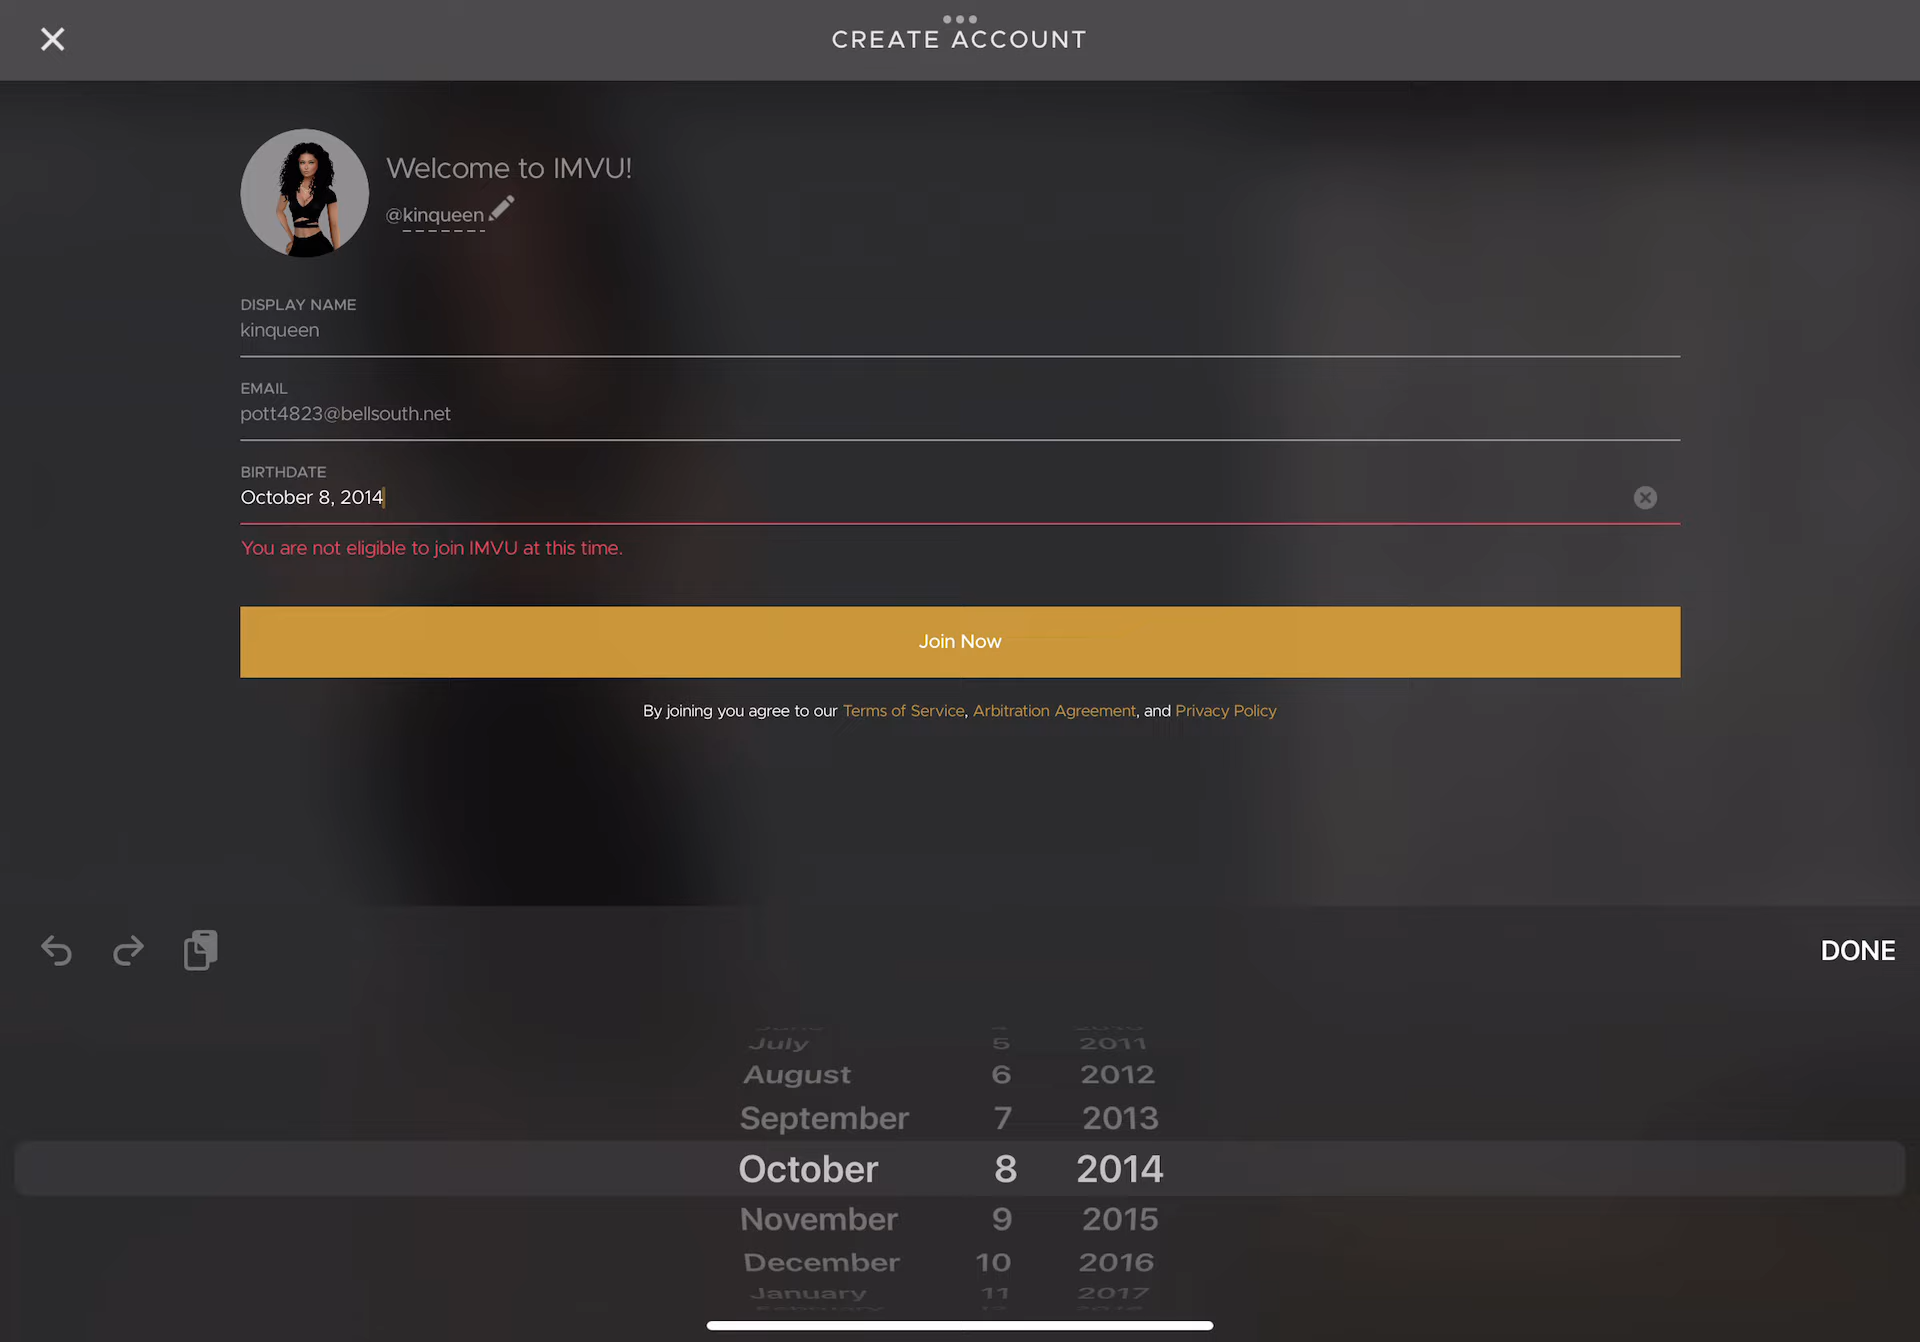 CREATE ACCOUNT
Welcome to IMVU!
@kinqueen
DISPLAY NAME
kinqueen
EMAIL
pott4823@bellsouth.net
BIRTHDATE
October 8, 2014
You are not eligible to join IMVU at this time.
Join Now
By joining you agree to our Terms of Service, Arbitration Agreement, and Privacy Policy
DONE
July 5 2011
August 6 2012
September 7 2013
October 8 2014
November 9 2015
December 10 2016
January 11 2017